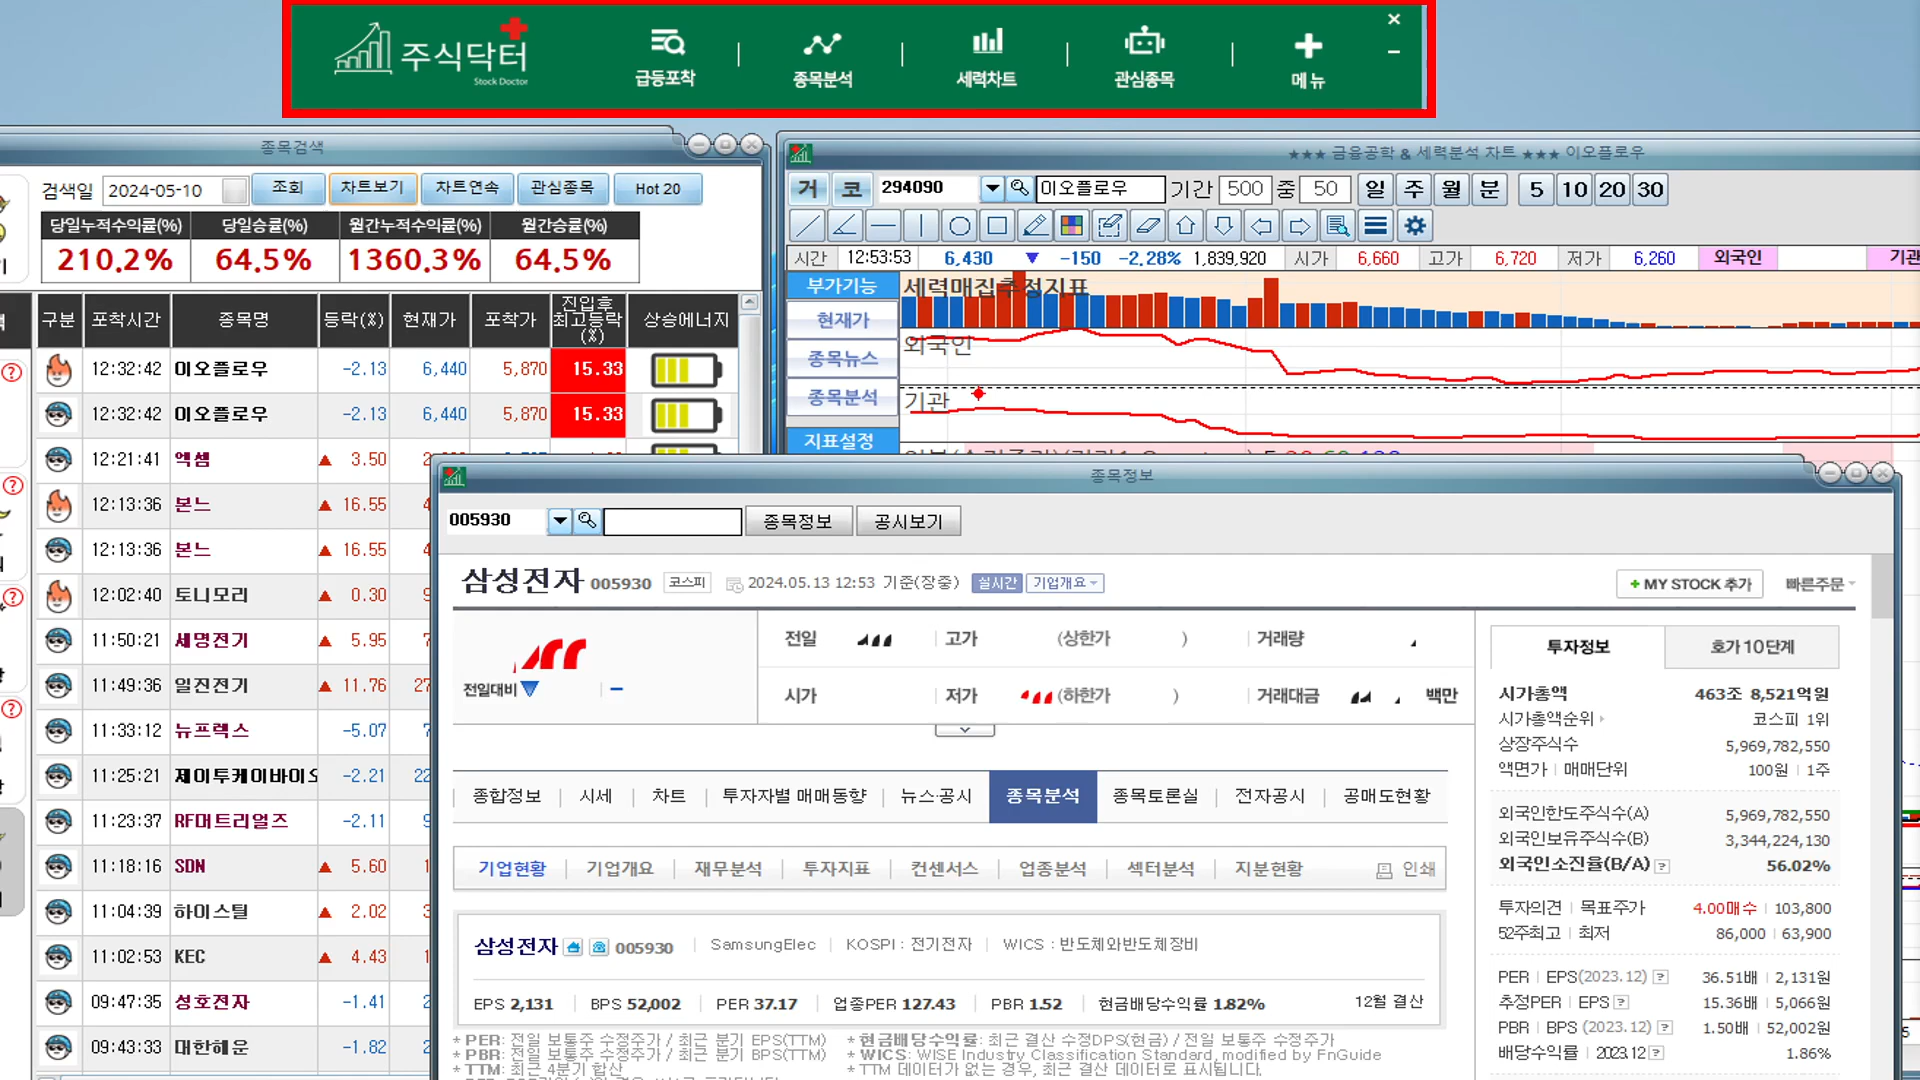 주식닥터
Stock Doctor
급등포착
종목분석
세력차트
관심종목
메뉴
종목검색
검색일 2024-05-10 조회 차트보기 차트연속 관심종목 Hot 20
당일누적수익률(%) 당일승률(%) 월간누적수익률(%) 월간승률(%)
210.2% 64.5% 1360.3% 64.5%
구분 포착시간 종목명 등락(%) 현재가 포착가 진입후 최고등락 (%) 상승에너지
12:32:42 이오플로우 -2.13 6,440 5,870 15.33
12:32:42 이오플로우 -2.13 6,440 5,870 15.33
12:21:41 엑셈 ▲ 3.50
12:13:36 본느 ▲ 16.55
12:13:36 본느 ▲ 16.55
12:02:40 토니모리 ▲ 0.30
11:50:21 세명전기 ▲ 5.95
11:49:36 일진전기 ▲ 11.76
11:33:12 뉴프렉스 -5.07
11:25:21 제이투케이바이오 -2.21
11:23:37 RF머트리얼즈 -2.11
11:18:16 SDN ▲ 5.60
11:04:39 하이스틸 ▲ 2.02
11:02:53 KEC ▲ 4.43
09:47:35 성호전자 -1.41
09:43:33 대한해운 -1.82
★★★ 금융공학 & 세력분석 차트 ★★★ 이오플로우
거 코 294090 이오플로우 기간 500 중 50 일 주 월 분 5 10 20 30
시간 12:53:53 6,430 ▼ -150 -2.28% 1,839,920 시가 6,660 고가 6,720 저가 6,260 외국인 기관
부가기능
현재가
종목뉴스
종목분석
지표설정
세력매집추정지표
외국인
기관
종목정보
005930 종목정보 공시보기
삼성전자 005930 코스피 2024.05.13 12:53 기준(장중) 실시간 기업개요
+ MY STOCK 추가 빠른주문
전일대비 ▼
전일 고가 (상한가 ) 거래량
시가 저가 (하한가 ) 거래대금 백만
종합정보 시세 차트 투자자별 매매동향 뉴스·공시 종목분석 종목토론실 전자공시 공매도현황
기업현황 기업개요 재무분석 투자지표 컨센서스 업종분석 섹터분석 지분현황 인쇄
삼성전자 005930 SamsungElec KOSPI : 전기전자 WICS : 반도체와반도체장비
EPS 2,131 BPS 52,002 PER 37.17 업종PER 127.43 PBR 1.52 현금배당수익률 1.82% 12월 결산
* PER: 전일 보통주 수정주가 / 최근 분기 EPS(TTM) * 현금배당수익률: 최근 결산 수정DPS(현금) / 전일 보통주 수정주가
* PBR: 전일 보통주 수정주가 / 최근 분기 BPS(TTM) * WICS: WISE Industry Classification Standard, modified by FnGuide
* TTM: 최근 4분기 합산 * TTM 데이터가 없는 경우, 최근 결산 데이터로 표시됩니다.
투자정보 호가 10단계
시가총액 463조 8,521억원
시가총액순위 코스피 1위
상장주식수 5,969,782,550
액면가 매매단위 100원 1주
외국인한도주식수(A) 5,969,782,550
외국인보유주식수(B) 3,344,224,130
외국인소진율(B/A) ? 56.02%
투자의견 목표주가 4.00매수 103,800
52주최고 최저 86,000 63,900
PER EPS(2023.12) ? 36.51배 2,131원
추정PER EPS ? 15.36배 5,066원
PBR BPS (2023.12) ? 1.50배 52,002원
배당수익률 2023.12 ? 1.86%